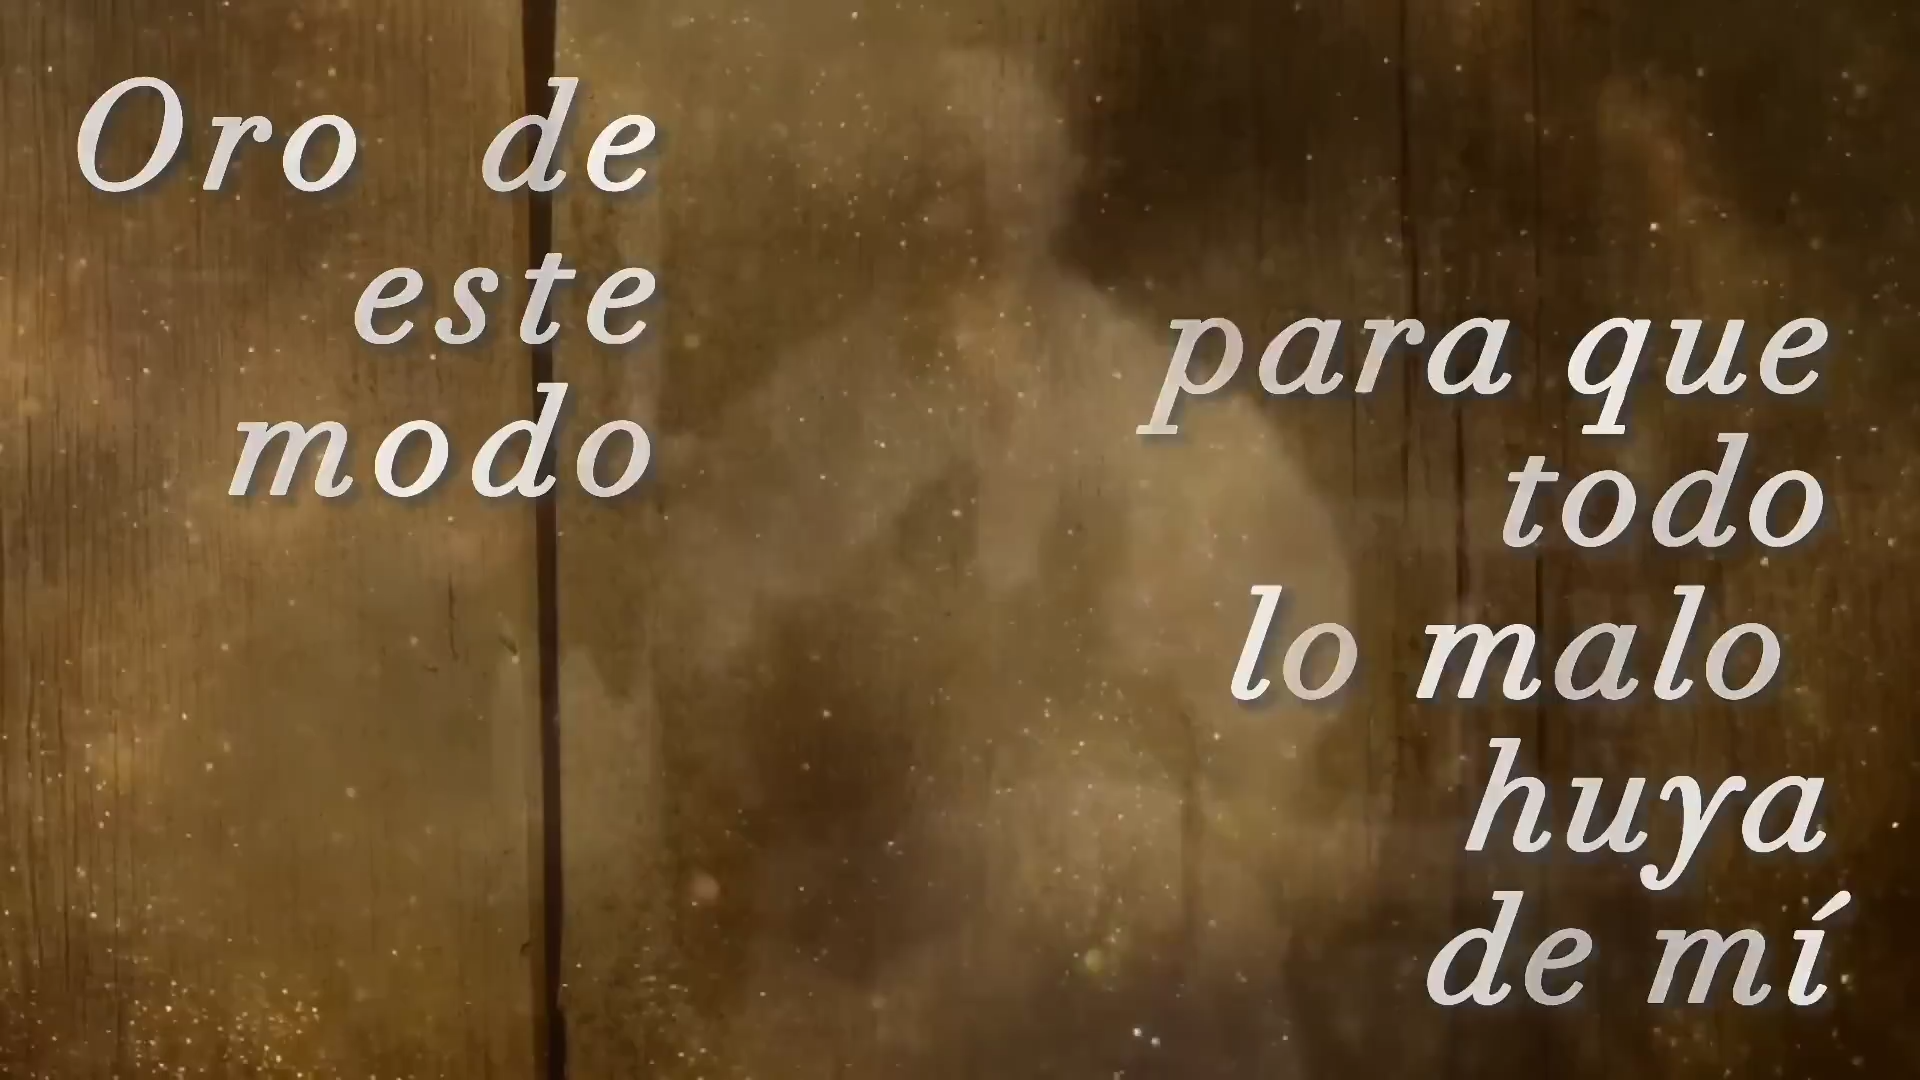 Oro de
este
modo
para que
todo
lo malo
huya
de mí